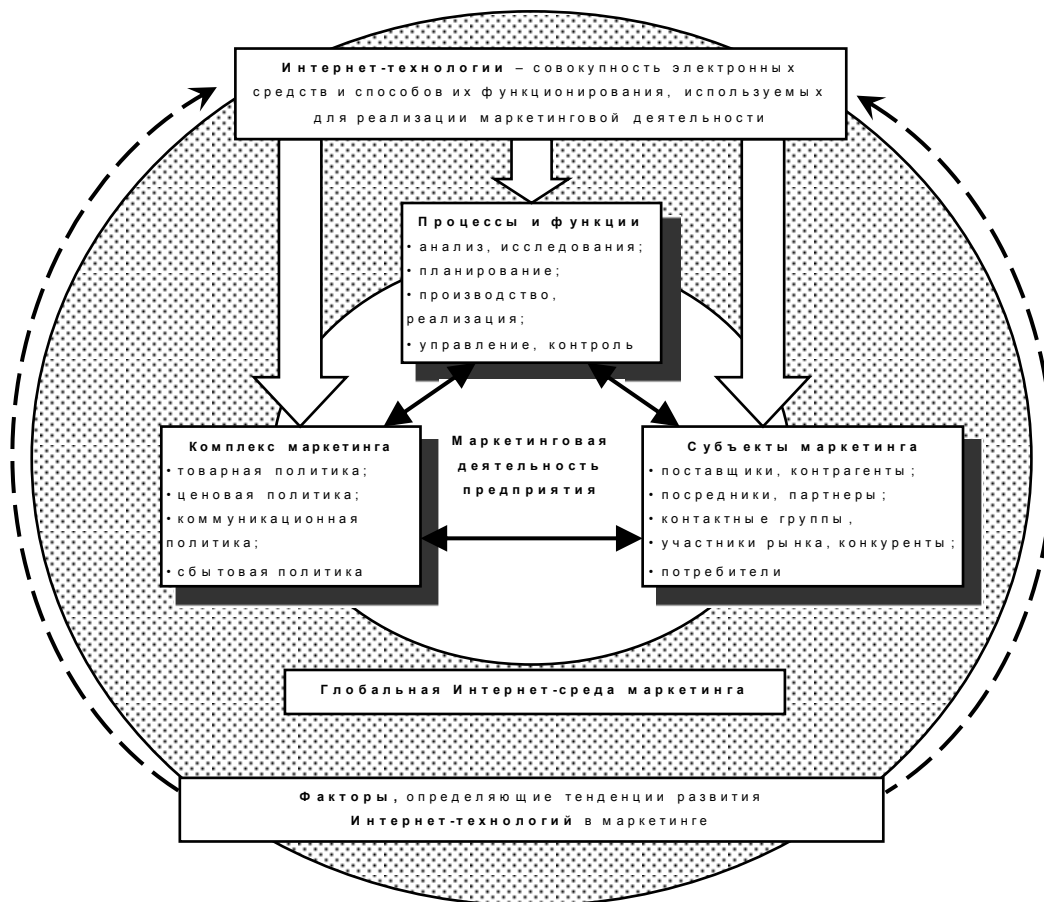 Интернет-технологии – совокупность электронных
средств и способов их функционирования, используемых
для реализации маркетинговой деятельности
Процессы и функции
• анализ, исследования;
• планирование;
• производство,
реализация;
• управление, контроль
Комплекс маркетинга
• товарная политика;
• ценовая политика;
• коммуникационная
политика;
• сбытовая политика
Маркетинговая
деятельность
предприятия
Субъекты маркетинга
• поставщики, контрагенты;
• посредники, партнеры;
• контактные группы,
• участники рынка, конкуренты;
• потребители
Глобальная Интернет-среда маркетинга
Факторы, определяющие тенденции развития
Интернет-технологий в маркетинге